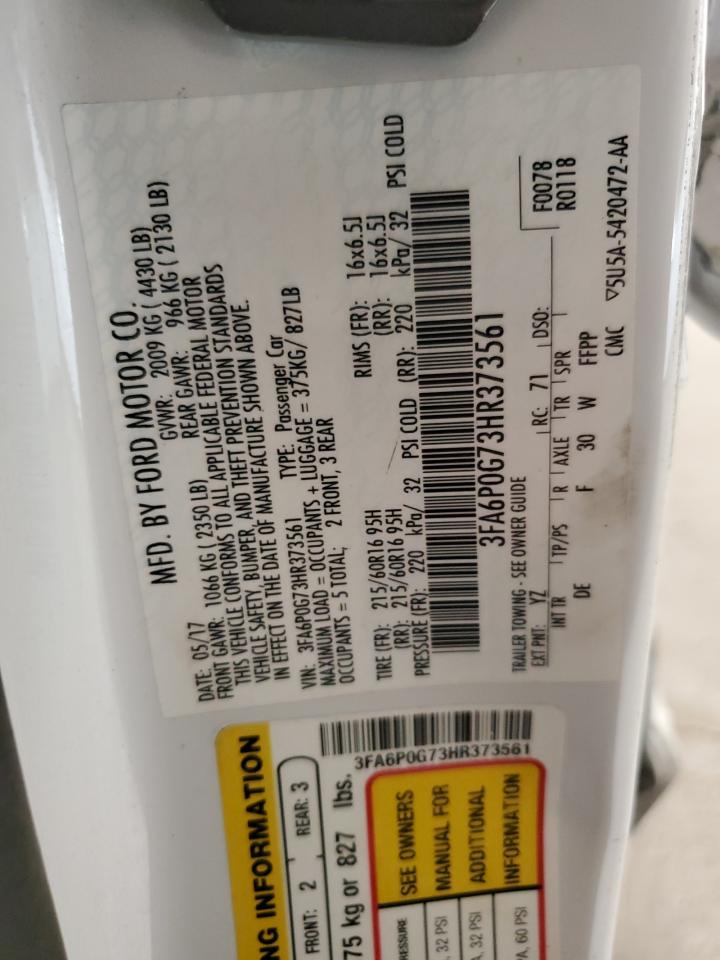 MFD. BY FORD MOTOR CO.
DATE: 05/17 GVWR: 2009 KG ( 4430 LB)
FRONT GAWR: 1066 KG ( 2350 LB) REAR GAWR: 966 KG ( 2130 LB)
THIS VEHICLE CONFORMS TO ALL APPLICABLE FEDERAL MOTOR
VEHICLE SAFETY, BUMPER, AND THEFT PREVENTION STANDARDS
IN EFFECT ON THE DATE OF MANUFACTURE SHOWN ABOVE.
VIN: 3FA6P0G73HR373561 TYPE: Passenger Car
MAXIMUM LOAD = OCCUPANTS + LUGGAGE = 375KG/ 827LB
OCCUPANTS = 5 TOTAL; 2 FRONT, 3 REAR
TIRE (FR): 215/60R16 95H RIMS (FR): 16x6.5J
(RR): 215/60R16 95H (RR): 16x6.5J
PRESSURE (FR): 220 kPa/ 32 PSI COLD (RR): 220 kPa/ 32 PSI COLD
3FA6P0G73HR373561
TRAILER TOWING - SEE OWNER GUIDE
F0078
R0118
EXT PNT: YZ RC: 71 DSO:
INT TR TP/PS R AXLE TR SPR
DE F 30 W FFPP
CMC ▽5U5A-5420472-AA
3FA6P0G73HR373561
NG INFORMATION
FRONT: 2 REAR: 3
75 kg or 827 lbs.
SEE OWNERS
MANUAL FOR
ADDITIONAL
INFORMATION
PRESSURE
, 32 PSI
A, 32 PSI
PA, 60 PSI